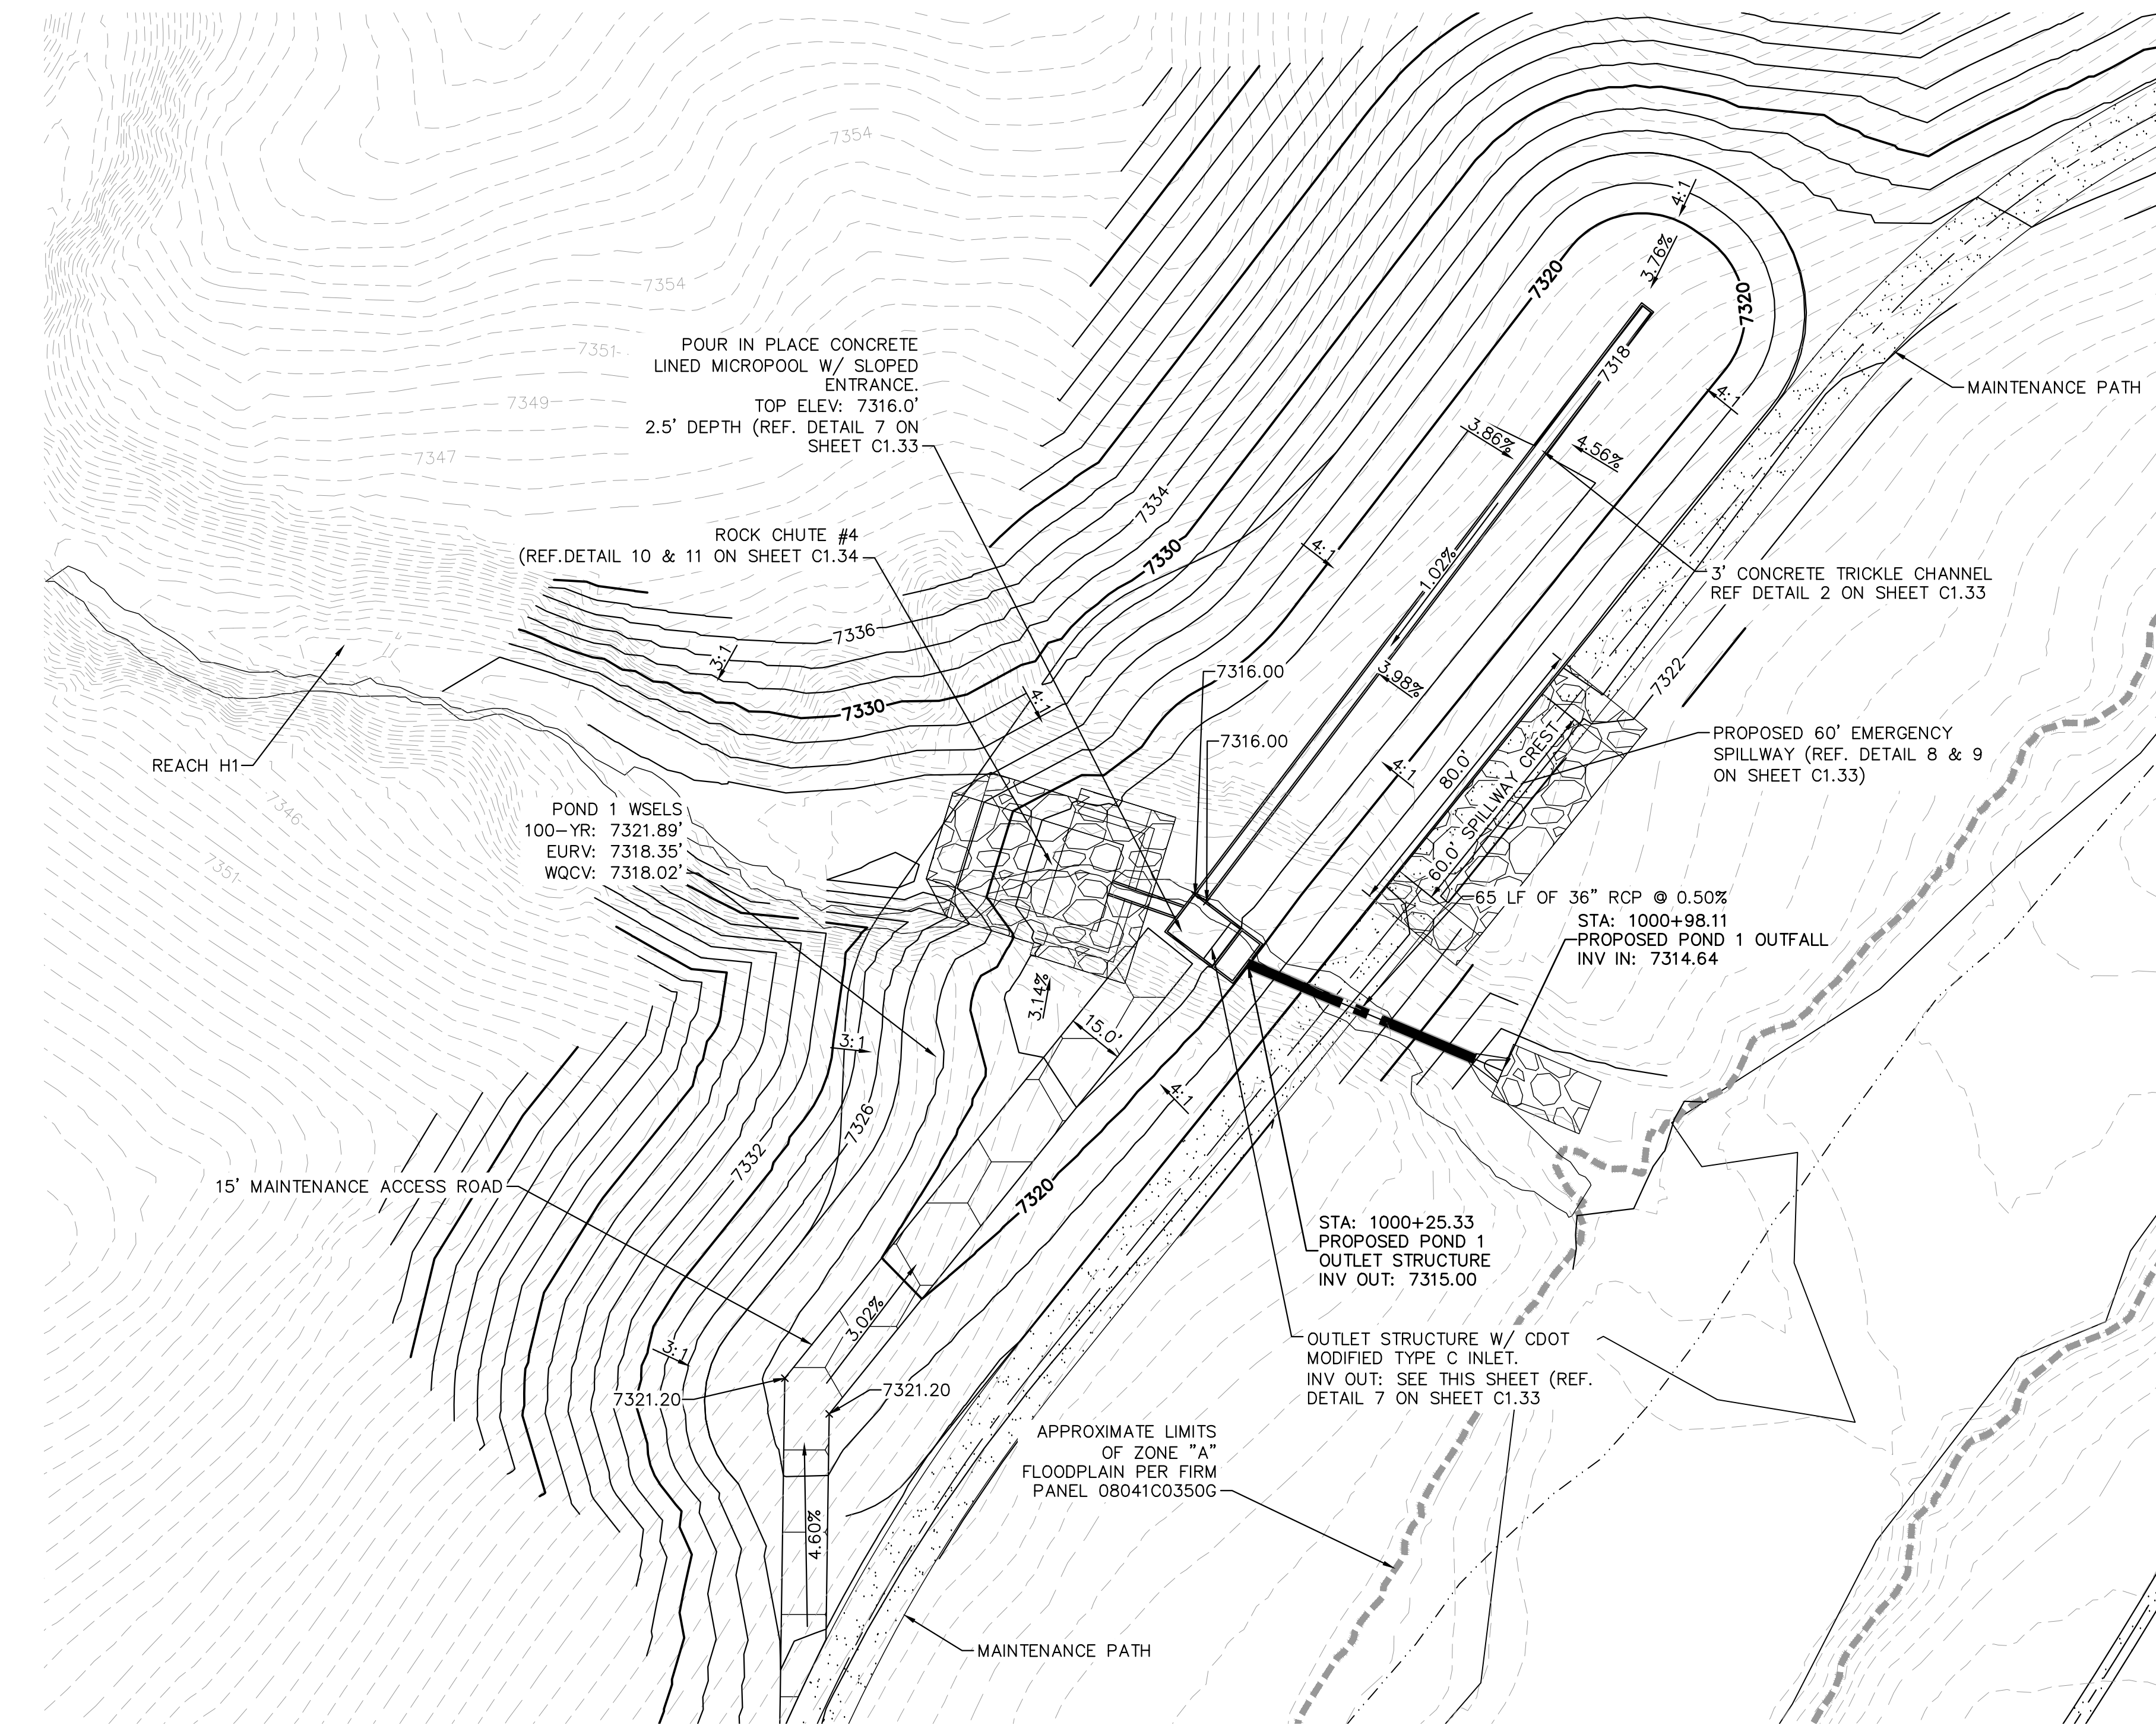 7354
7354
7351
7349
7347
7346
7351
POUR IN PLACE CONCRETE
LINED MICROPOOL W/ SLOPED
ENTRANCE.
TOP ELEV: 7316.0'
2.5' DEPTH (REF. DETAIL 7 ON
SHEET C1.33
ROCK CHUTE #4
(REF.DETAIL 10 & 11 ON SHEET C1.34
REACH H1
POND 1 WSELS
100-YR: 7321.89'
EURV: 7318.35'
WQCV: 7318.02'
4:1
3.76%
7320
7320
7318
4:1
3.86%
4.56%
MAINTENANCE PATH
7334
7330
4:1
1.02%
3' CONCRETE TRICKLE CHANNEL
REF DETAIL 2 ON SHEET C1.33
7336
3:1
7330
4:1
7316.00
3.98%
7322
7316.00
4:1
80.0'
60.0' SPILLWAY CREST
PROPOSED 60' EMERGENCY
SPILLWAY (REF. DETAIL 8 & 9
ON SHEET C1.33)
65 LF OF 36" RCP @ 0.50%
STA: 1000+98.11
PROPOSED POND 1 OUTFALL
INV IN: 7314.64
3.14%
15.0'
3:1
4:1
7326
7332
15' MAINTENANCE ACCESS ROAD
7320
STA: 1000+25.33
PROPOSED POND 1
OUTLET STRUCTURE
INV OUT: 7315.00
3.02%
3:1
7321.20
7321.20
OUTLET STRUCTURE W/ CDOT
MODIFIED TYPE C INLET.
INV OUT: SEE THIS SHEET (REF.
DETAIL 7 ON SHEET C1.33
APPROXIMATE LIMITS
OF ZONE "A"
FLOODPLAIN PER FIRM
PANEL 08041C0350G
4.60%
MAINTENANCE PATH